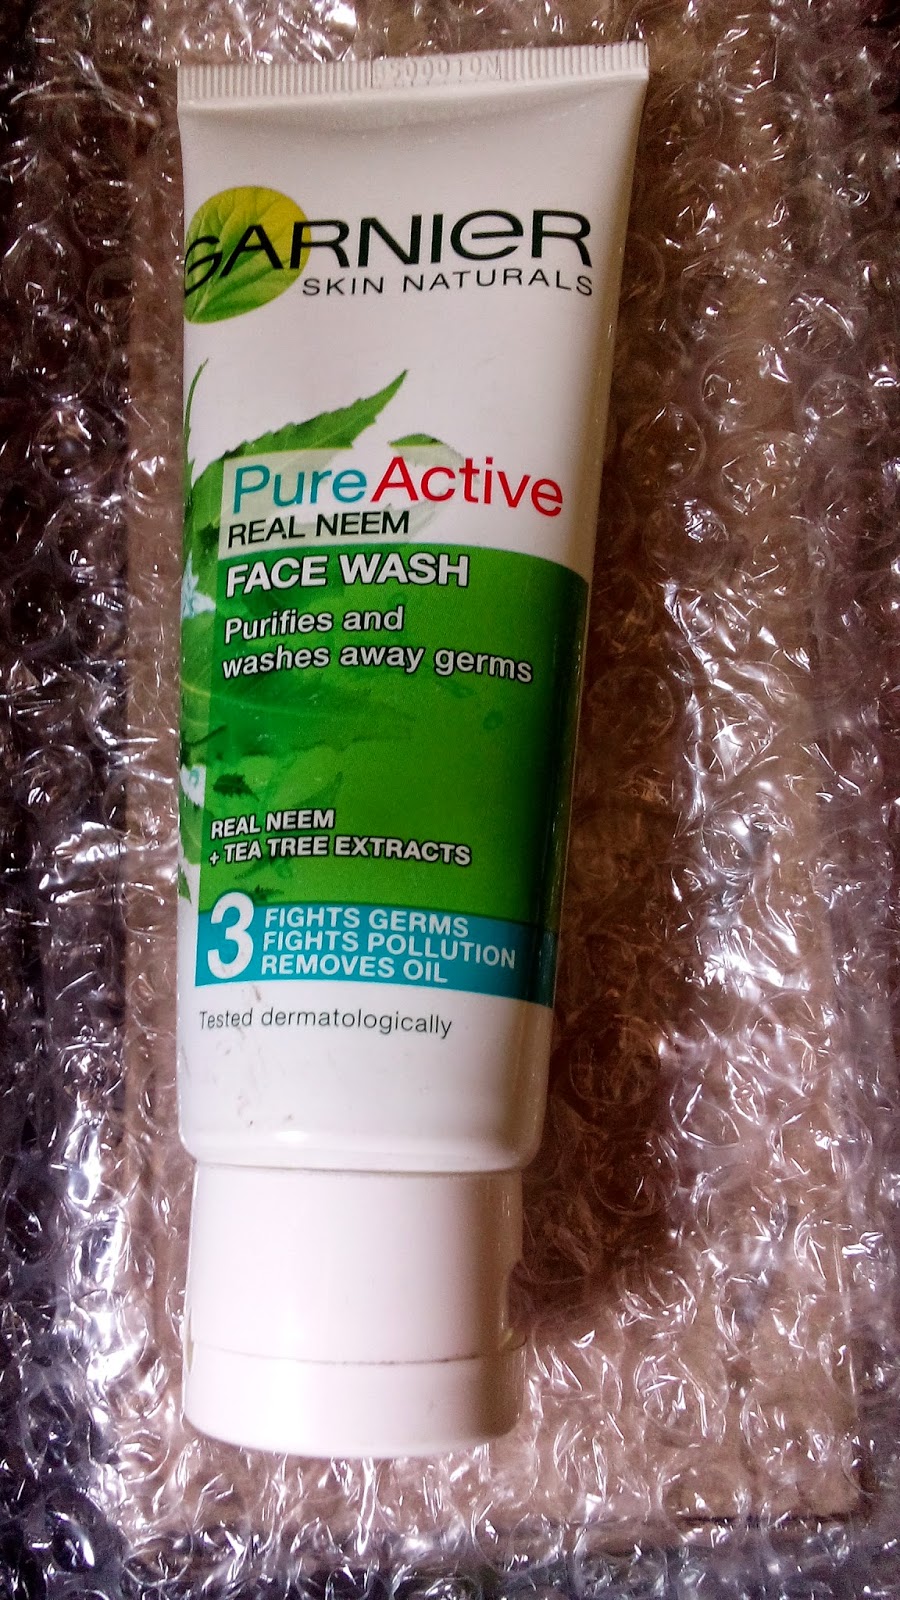 GARNIER
SKIN NATURALS
PureActive
REAL NEEM
FACE WASH
Purifies and
washes away germs
REAL NEEM
+ TEA TREE EXTRACTS
3 FIGHTS GERMS
FIGHTS POLLUTION
REMOVES OIL
Tested dermatologically